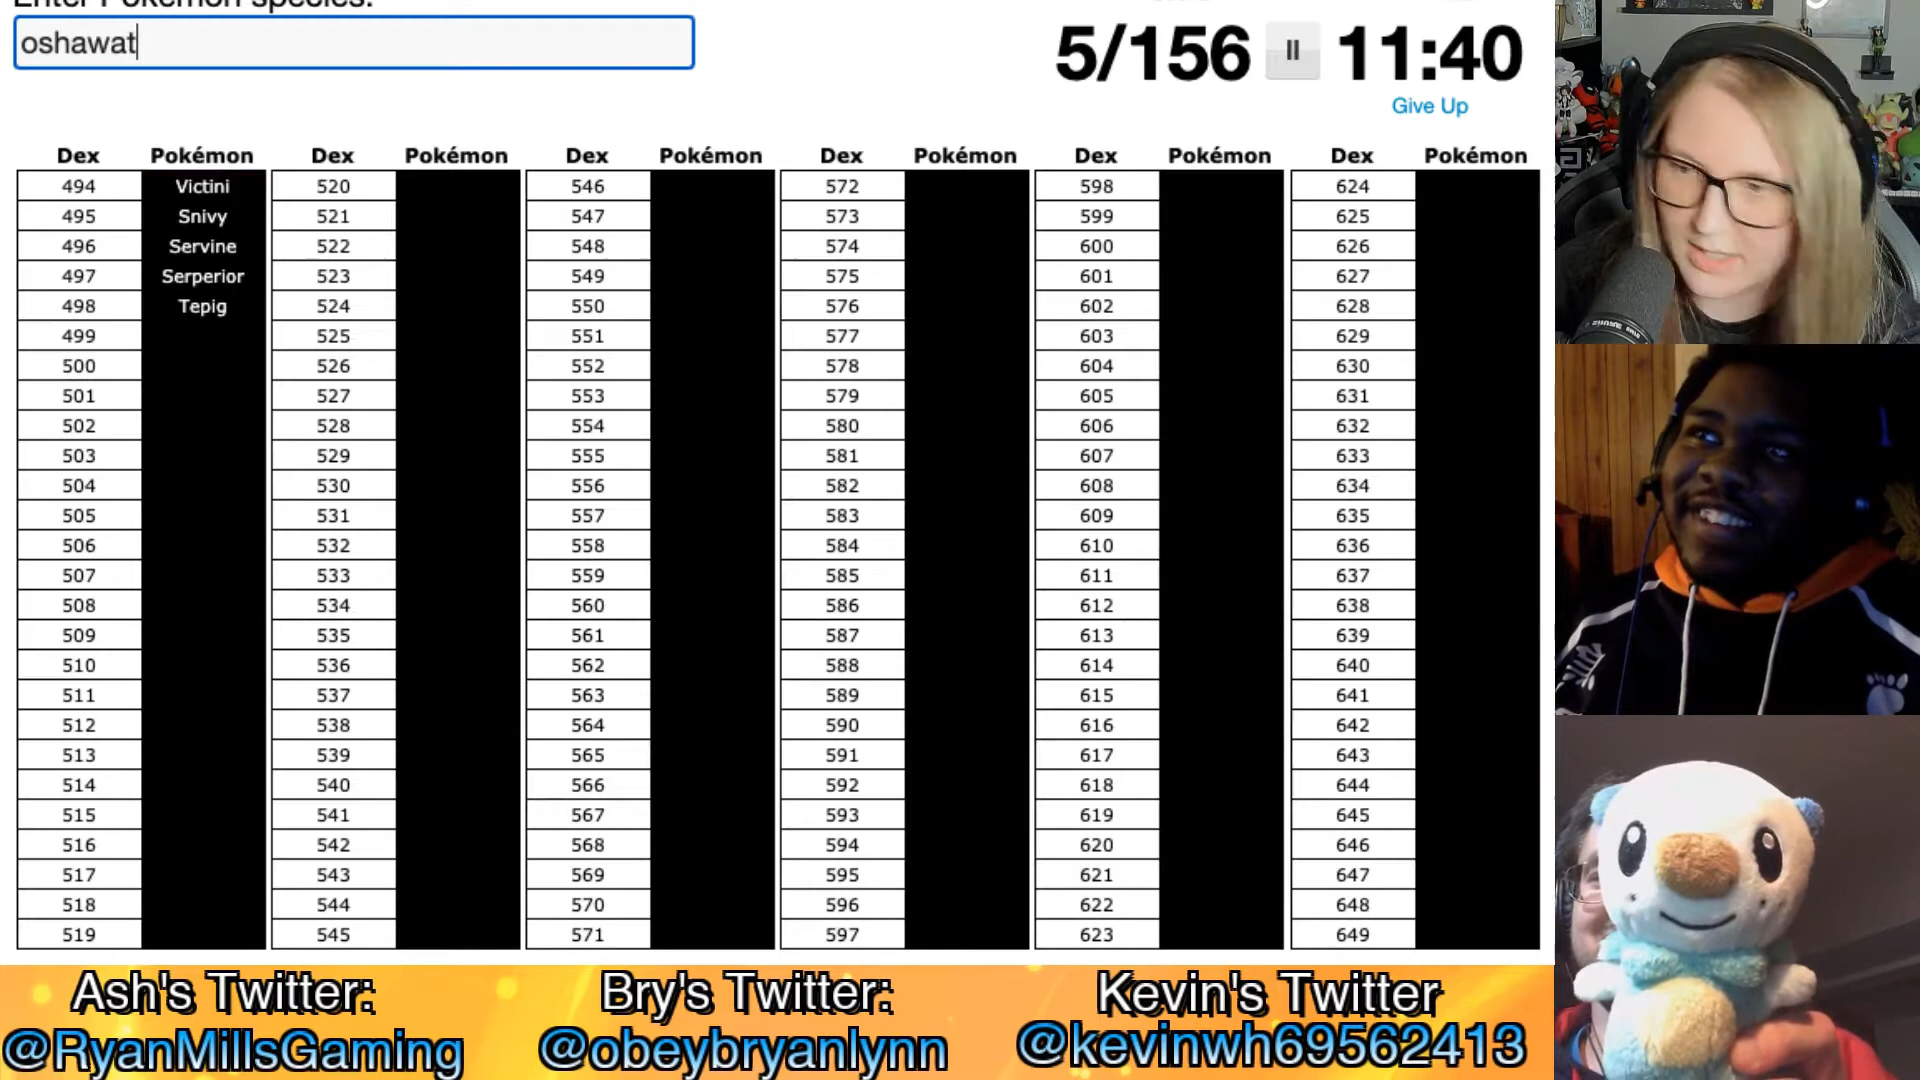 Enter Pokémon species:
oshawat
5/156 11:40
Give Up
Dex Pokémon Dex Pokémon Dex Pokémon Dex Pokémon Dex Pokémon Dex Pokémon
494 Victini 520 546 572 598 624
495 Snivy 521 547 573 599 625
496 Servine 522 548 574 600 626
497 Serperior 523 549 575 601 627
498 Tepig 524 550 576 602 628
499 525 551 577 603 629
500 526 552 578 604 630
501 527 553 579 605 631
502 528 554 580 606 632
503 529 555 581 607 633
504 530 556 582 608 634
505 531 557 583 609 635
506 532 558 584 610 636
507 533 559 585 611 637
508 534 560 586 612 638
509 535 561 587 613 639
510 536 562 588 614 640
511 537 563 589 615 641
512 538 564 590 616 642
513 539 565 591 617 643
514 540 566 592 618 644
515 541 567 593 619 645
516 542 568 594 620 646
517 543 569 595 621 647
518 544 570 596 622 648
519 545 571 597 623 649
Ash's Twitter: Bry's Twitter: Kevin's Twitter
@RyanMillsGaming @obeybryanlynn @kevinwh69562413